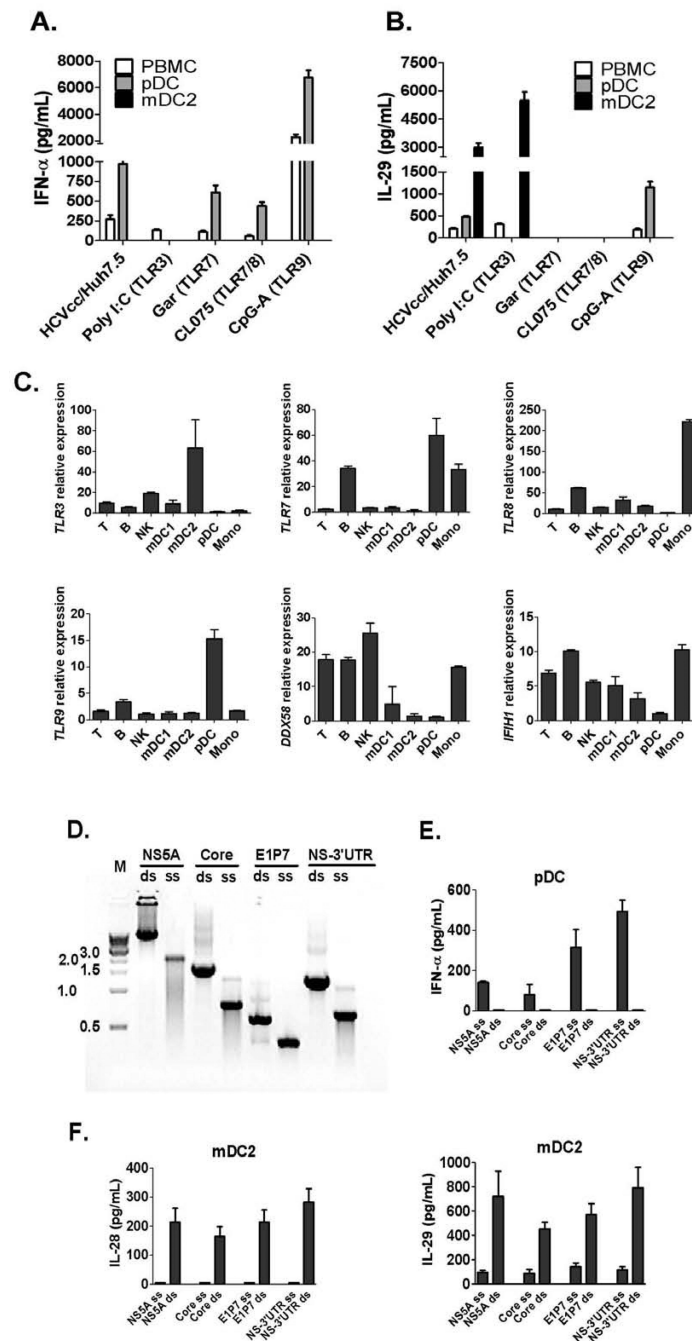 A.
IFN-α (pg/mL)
8000
6000
4000
2000
1000
750
500
250
0
PBMC
pDC
mDC2
HCVcc/Huh7.5
Poly I:C (TLR3)
Gar (TLR7)
CL075 (TLR7/8)
CpG-A (TLR9)
B.
IL-29 (pg/mL)
7500
6000
4500
3000
1500
1000
500
0
PBMC
pDC
mDC2
HCVcc/Huh7.5
Poly I:C (TLR3)
Gar (TLR7)
CL075 (TLR7/8)
CpG-A (TLR9)
C.
TLR3 relative expression
100
80
60
40
20
0
T B NK mDC1 mDC2 pDC Mono
TLR7 relative expression
80
60
40
20
0
T B NK mDC1 mDC2 pDC Mono
TLR8 relative expression
250
200
150
100
50
0
T B NK mDC1 mDC2 pDC Mono
TLR9 relative expression
20
15
10
5
0
T B NK mDC1 mDC2 pDC Mono
DDX58 relative expression
30
20
10
0
T B NK mDC1 mDC2 pDC Mono
IFIH1 relative expression
15
10
5
0
T B NK mDC1 mDC2 pDC Mono
D.
NS5A Core E1P7 NS-3'UTR
M ds ss ds ss ds ss ds ss
3.0
2.0
1.5
1.0
0.5
E.
pDC
IFN-α (pg/mL)
600
400
200
0
NS5A ss
NS5A ds
Core ss
Core ds
E1P7 ss
E1P7 ds
NS-3'UTR ss
NS-3'UTR ds
F.
mDC2
IL-28 (pg/mL)
400
300
200
100
0
NS5A ss
NS5A ds
Core ss
Core ds
E1P7 ss
E1P7 ds
NS-3'UTR ss
NS-3'UTR ds
mDC2
IL-29 (pg/mL)
1000
800
600
400
200
0
NS5A ss
NS5A ds
Core ss
Core ds
E1P7 ss
E1P7 ds
NS-3'UTR ss
NS-3'UTR ds